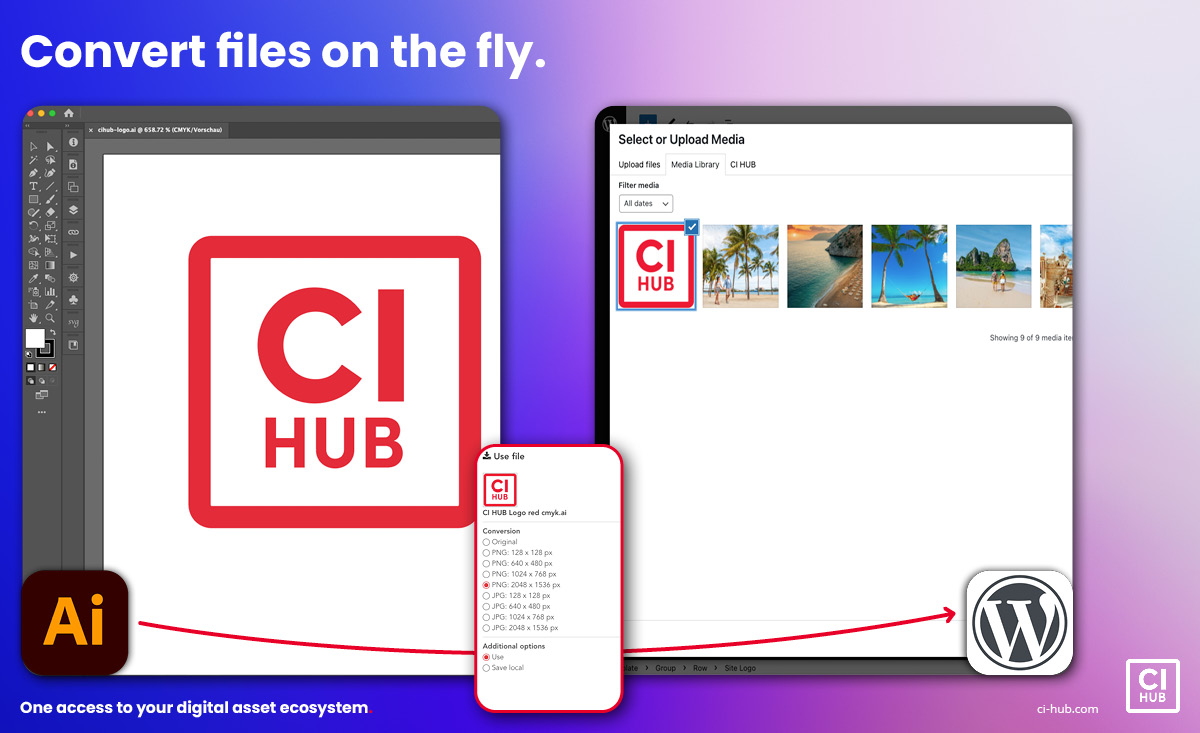 Convert files on the fly.
cihub-logo.ai @ 658.72 % (CMYK/Vorschau)
CI
HUB
Select or Upload Media
Upload files
Media Library
CI HUB
Filter media
All dates
CI
HUB
Showing 9 of 9 media ite
Use file
CI
HUB
CI HUB Logo red cmyk.ai
Conversion
Original
PNG: 128 x 128 px
PNG: 640 x 480 px
PNG: 1024 x 768 px
PNG: 2048 x 1536 px
JPG: 128 x 128 px
JPG: 640 x 480 px
JPG: 1024 x 768 px
JPG: 2048 x 1536 px
Additional options
Use
Save local
Ai
W
Group > Row > Site Logo
One access to your digital asset ecosystem.
ci-hub.com
CI
HUB